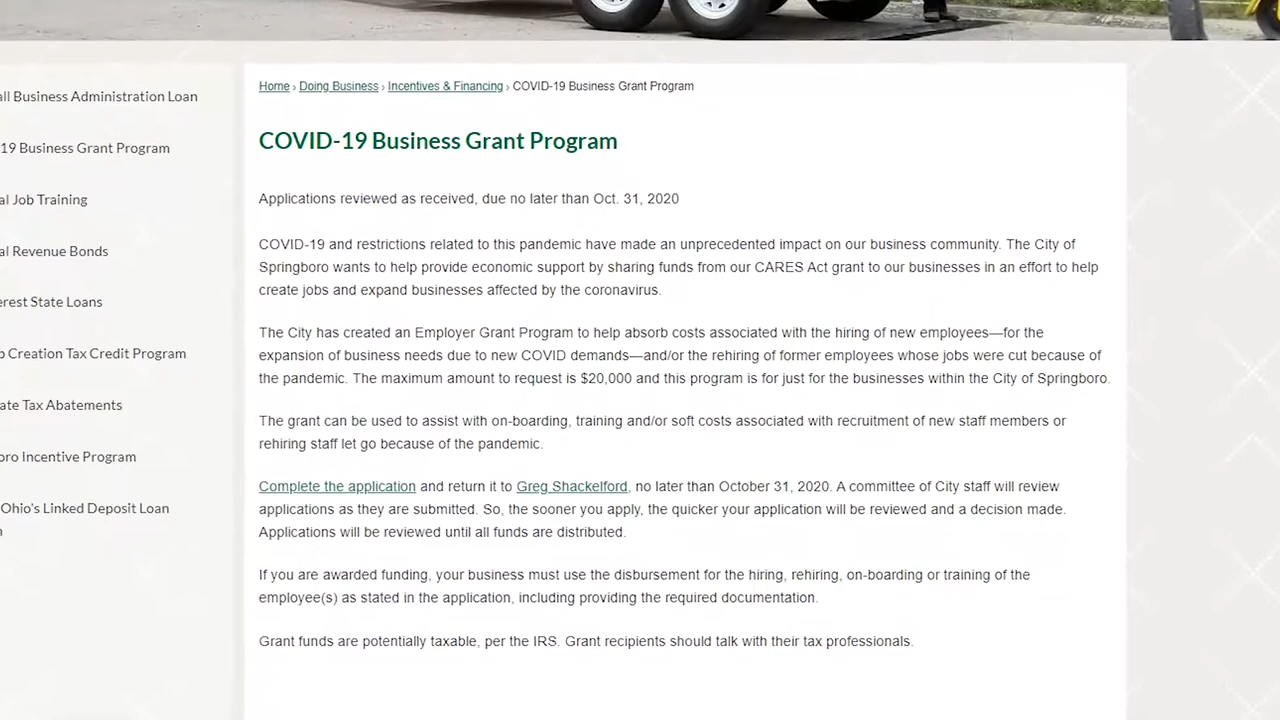 Home › Doing Business › Incentives & Financing › COVID-19 Business Grant Program
all Business Administration Loan
19 Business Grant Program
al Job Training
al Revenue Bonds
erest State Loans
b Creation Tax Credit Program
ate Tax Abatements
oro Incentive Program
Ohio's Linked Deposit Loan
COVID-19 Business Grant Program
Applications reviewed as received, due no later than Oct. 31, 2020
COVID-19 and restrictions related to this pandemic have made an unprecedented impact on our business community. The City of
Springboro wants to help provide economic support by sharing funds from our CARES Act grant to our businesses in an effort to help
create jobs and expand businesses affected by the coronavirus.
The City has created an Employer Grant Program to help absorb costs associated with the hiring of new employees—for the
expansion of business needs due to new COVID demands—and/or the rehiring of former employees whose jobs were cut because of
the pandemic. The maximum amount to request is $20,000 and this program is for just for the businesses within the City of Springboro.
The grant can be used to assist with on-boarding, training and/or soft costs associated with recruitment of new staff members or
rehiring staff let go because of the pandemic.
Complete the application and return it to Greg Shackelford, no later than October 31, 2020. A committee of City staff will review
applications as they are submitted. So, the sooner you apply, the quicker your application will be reviewed and a decision made.
Applications will be reviewed until all funds are distributed.
If you are awarded funding, your business must use the disbursement for the hiring, rehiring, on-boarding or training of the
employee(s) as stated in the application, including providing the required documentation.
Grant funds are potentially taxable, per the IRS. Grant recipients should talk with their tax professionals.